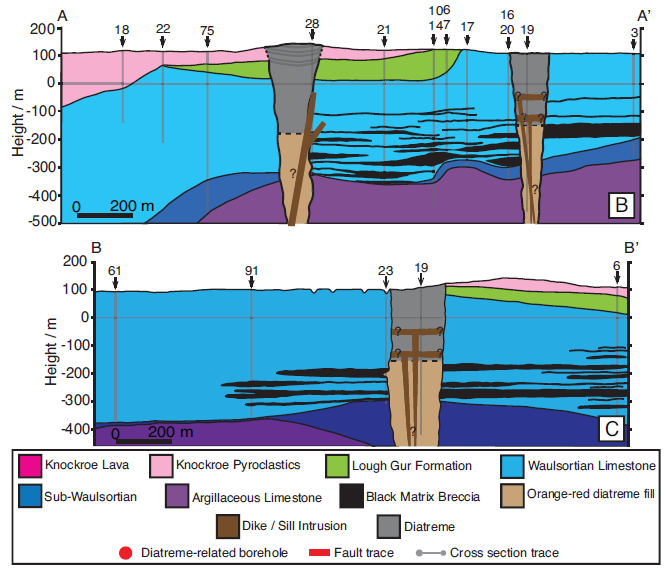 A A'
200 18 22 75 28 21 106 147 17 16 20 19 3
100
0
-100
-200
-300
-400
-500
Height / m
0 200 m
B
B B'
200 61 91 23 19 6
100
0
-100
-200
-300
-400
Height / m
? ? ? ? ? ? ? ? ? ? ?
0 200 m
C
Knockroe Lava Knockroe Pyroclastics Lough Gur Formation Waulsortian Limestone
Sub-Waulsortian Argillaceous Limestone Black Matrix Breccia Orange-red diatreme fill
Dike / Sill Intrusion Diatreme
Diatreme-related borehole Fault trace Cross section trace